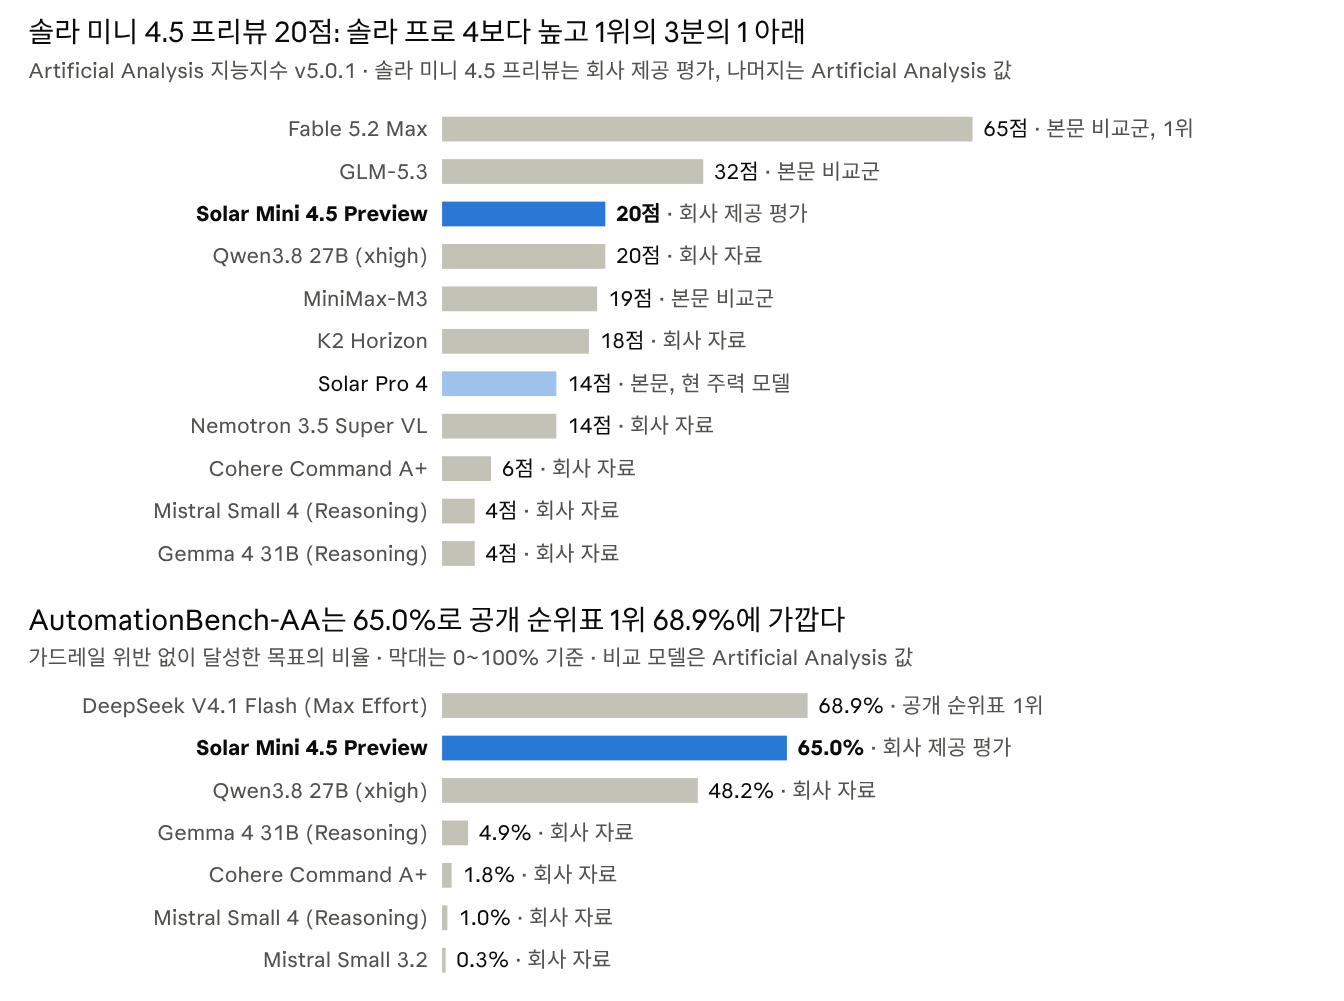 솔라 미니 4.5 프리뷰 20점: 솔라 프로 4보다 높고 1위의 3분의 1 아래
Artificial Analysis 지능지수 v5.0.1 · 솔라 미니 4.5 프리뷰는 회사 제공 평가, 나머지는 Artificial Analysis 값
Fable 5.2 Max 65점 · 본문 비교군, 1위
GLM-5.3 32점 · 본문 비교군
Solar Mini 4.5 Preview 20점 · 회사 제공 평가
Qwen3.8 27B (xhigh) 20점 · 회사 자료
MiniMax-M3 19점 · 본문 비교군
K2 Horizon 18점 · 회사 자료
Solar Pro 4 14점 · 본문, 현 주력 모델
Nemotron 3.5 Super VL 14점 · 회사 자료
Cohere Command A+ 6점 · 회사 자료
Mistral Small 4 (Reasoning) 4점 · 회사 자료
Gemma 4 31B (Reasoning) 4점 · 회사 자료
AutomationBench-AA는 65.0%로 공개 순위표 1위 68.9%에 가깝다
가드레일 위반 없이 달성한 목표의 비율 · 막대는 0~100% 기준 · 비교 모델은 Artificial Analysis 값
DeepSeek V4.1 Flash (Max Effort) 68.9% · 공개 순위표 1위
Solar Mini 4.5 Preview 65.0% · 회사 제공 평가
Qwen3.8 27B (xhigh) 48.2% · 회사 자료
Gemma 4 31B (Reasoning) 4.9% · 회사 자료
Cohere Command A+ 1.8% · 회사 자료
Mistral Small 4 (Reasoning) 1.0% · 회사 자료
Mistral Small 3.2 0.3% · 회사 자료